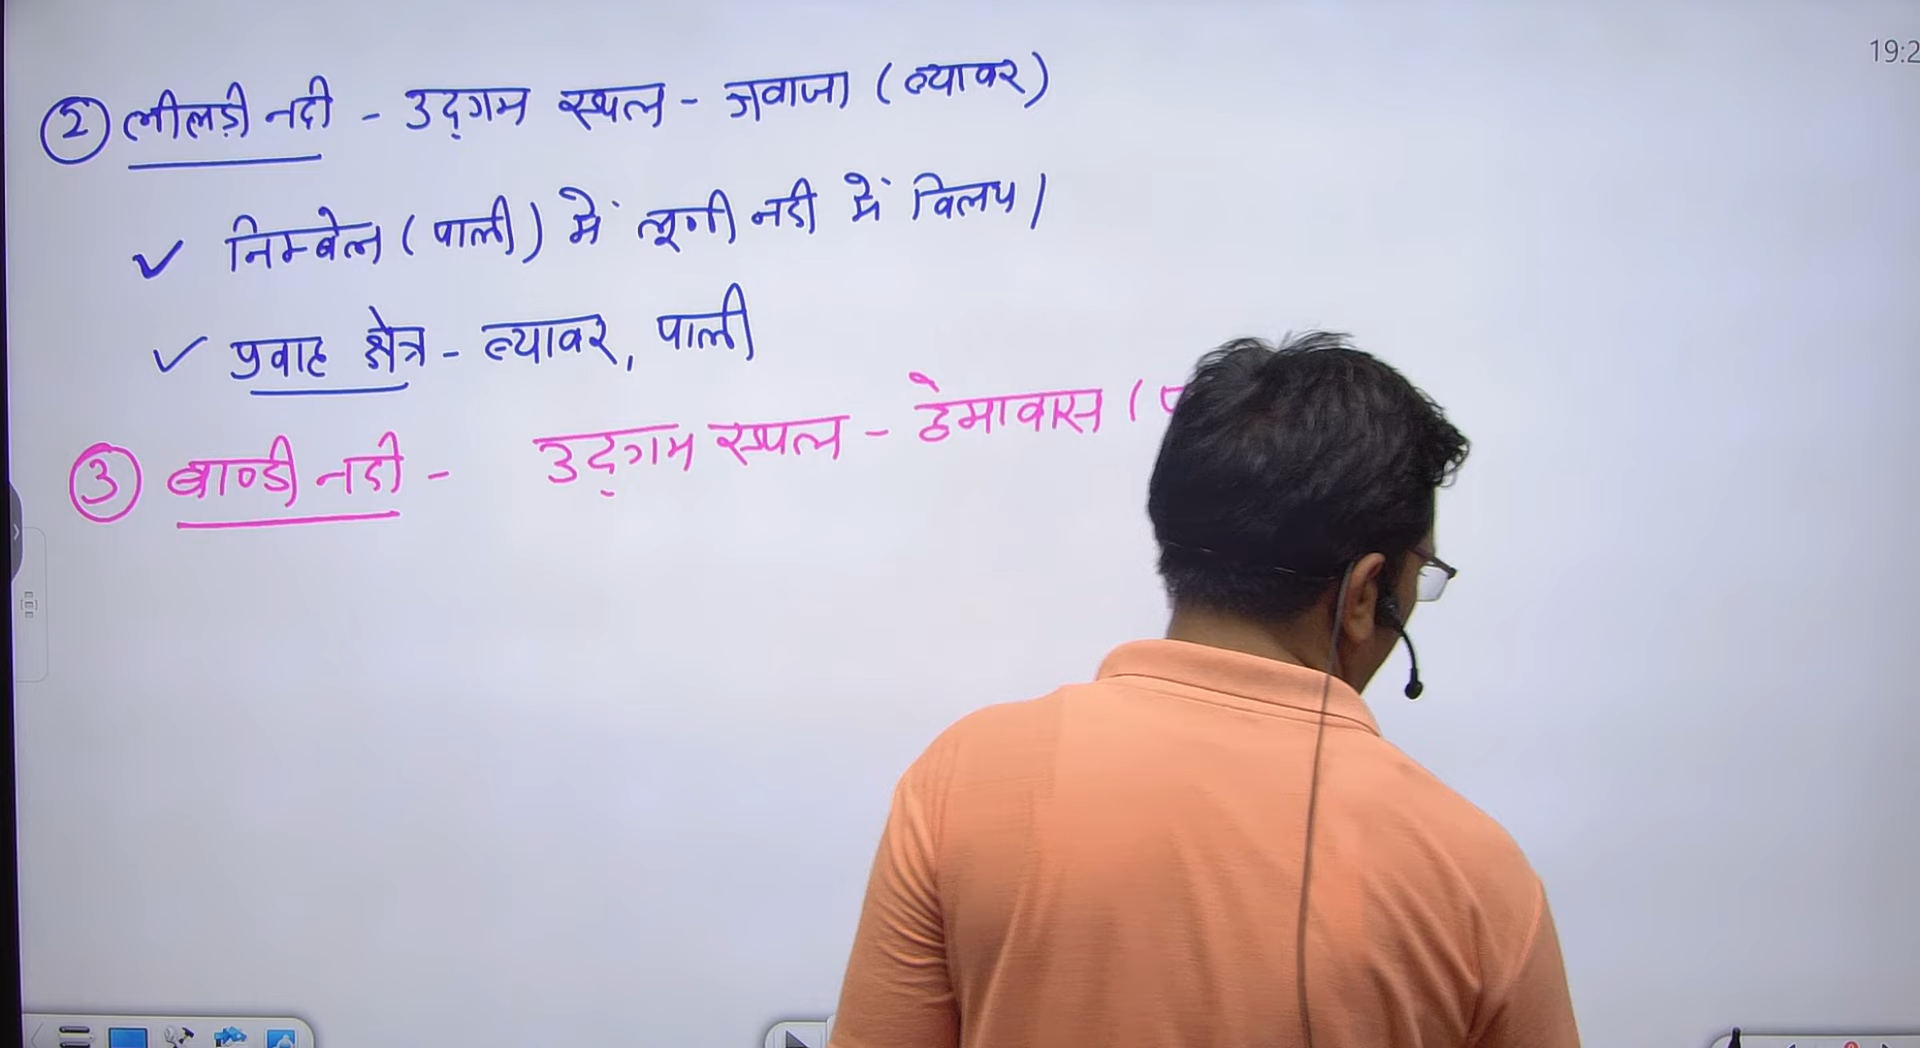 19:2
② लीलड़ी नदी - उद्गम स्थल - जवाजा (ब्यावर)
✓ निम्बोल (पाली) में लूणी नदी में विलय।
✓ प्रवाह क्षेत्र - ब्यावर, पाली
③ बाण्डी नदी - उद्गम स्थल - हेमावास (प